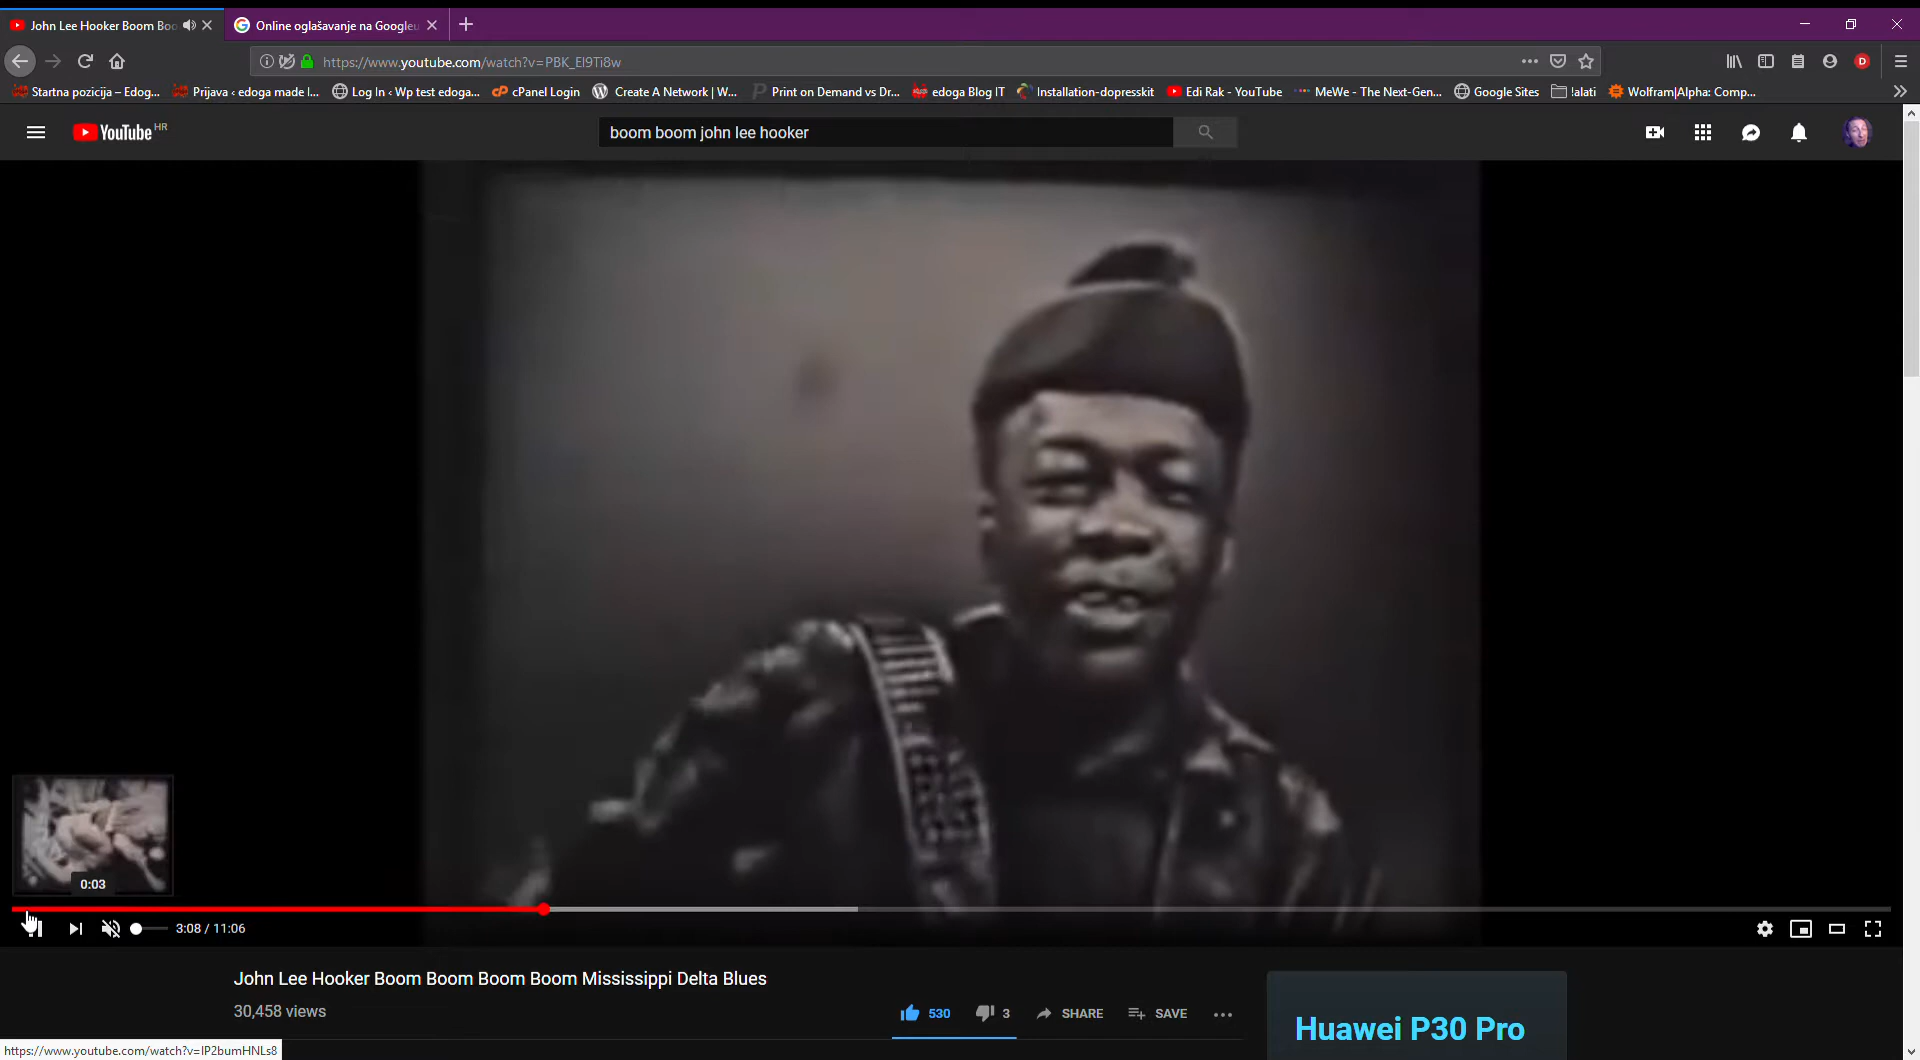 John Lee Hooker Boom Boo
Online oglašavanje na Googleu
https://www.youtube.com/watch?v=PBK_EI9Ti8w
Startna pozicija – Edog...
Prijava ‹ edoga made I...
Log In ‹ Wp test edoga...
cPanel Login
Create A Network | W...
Print on Demand vs Dr...
edoga Blog IT
Installation-dopresskit
Edi Rak - YouTube
MeWe - The Next-Gen...
Google Sites
!alati
Wolfram|Alpha: Comp...
YouTube HR
boom boom john lee hooker
0:03
3:08 / 11:06
John Lee Hooker Boom Boom Boom Boom Mississippi Delta Blues
30,458 views
530
3
SHARE
SAVE
Huawei P30 Pro
https://www.youtube.com/watch?v=IP2bumHNLs8